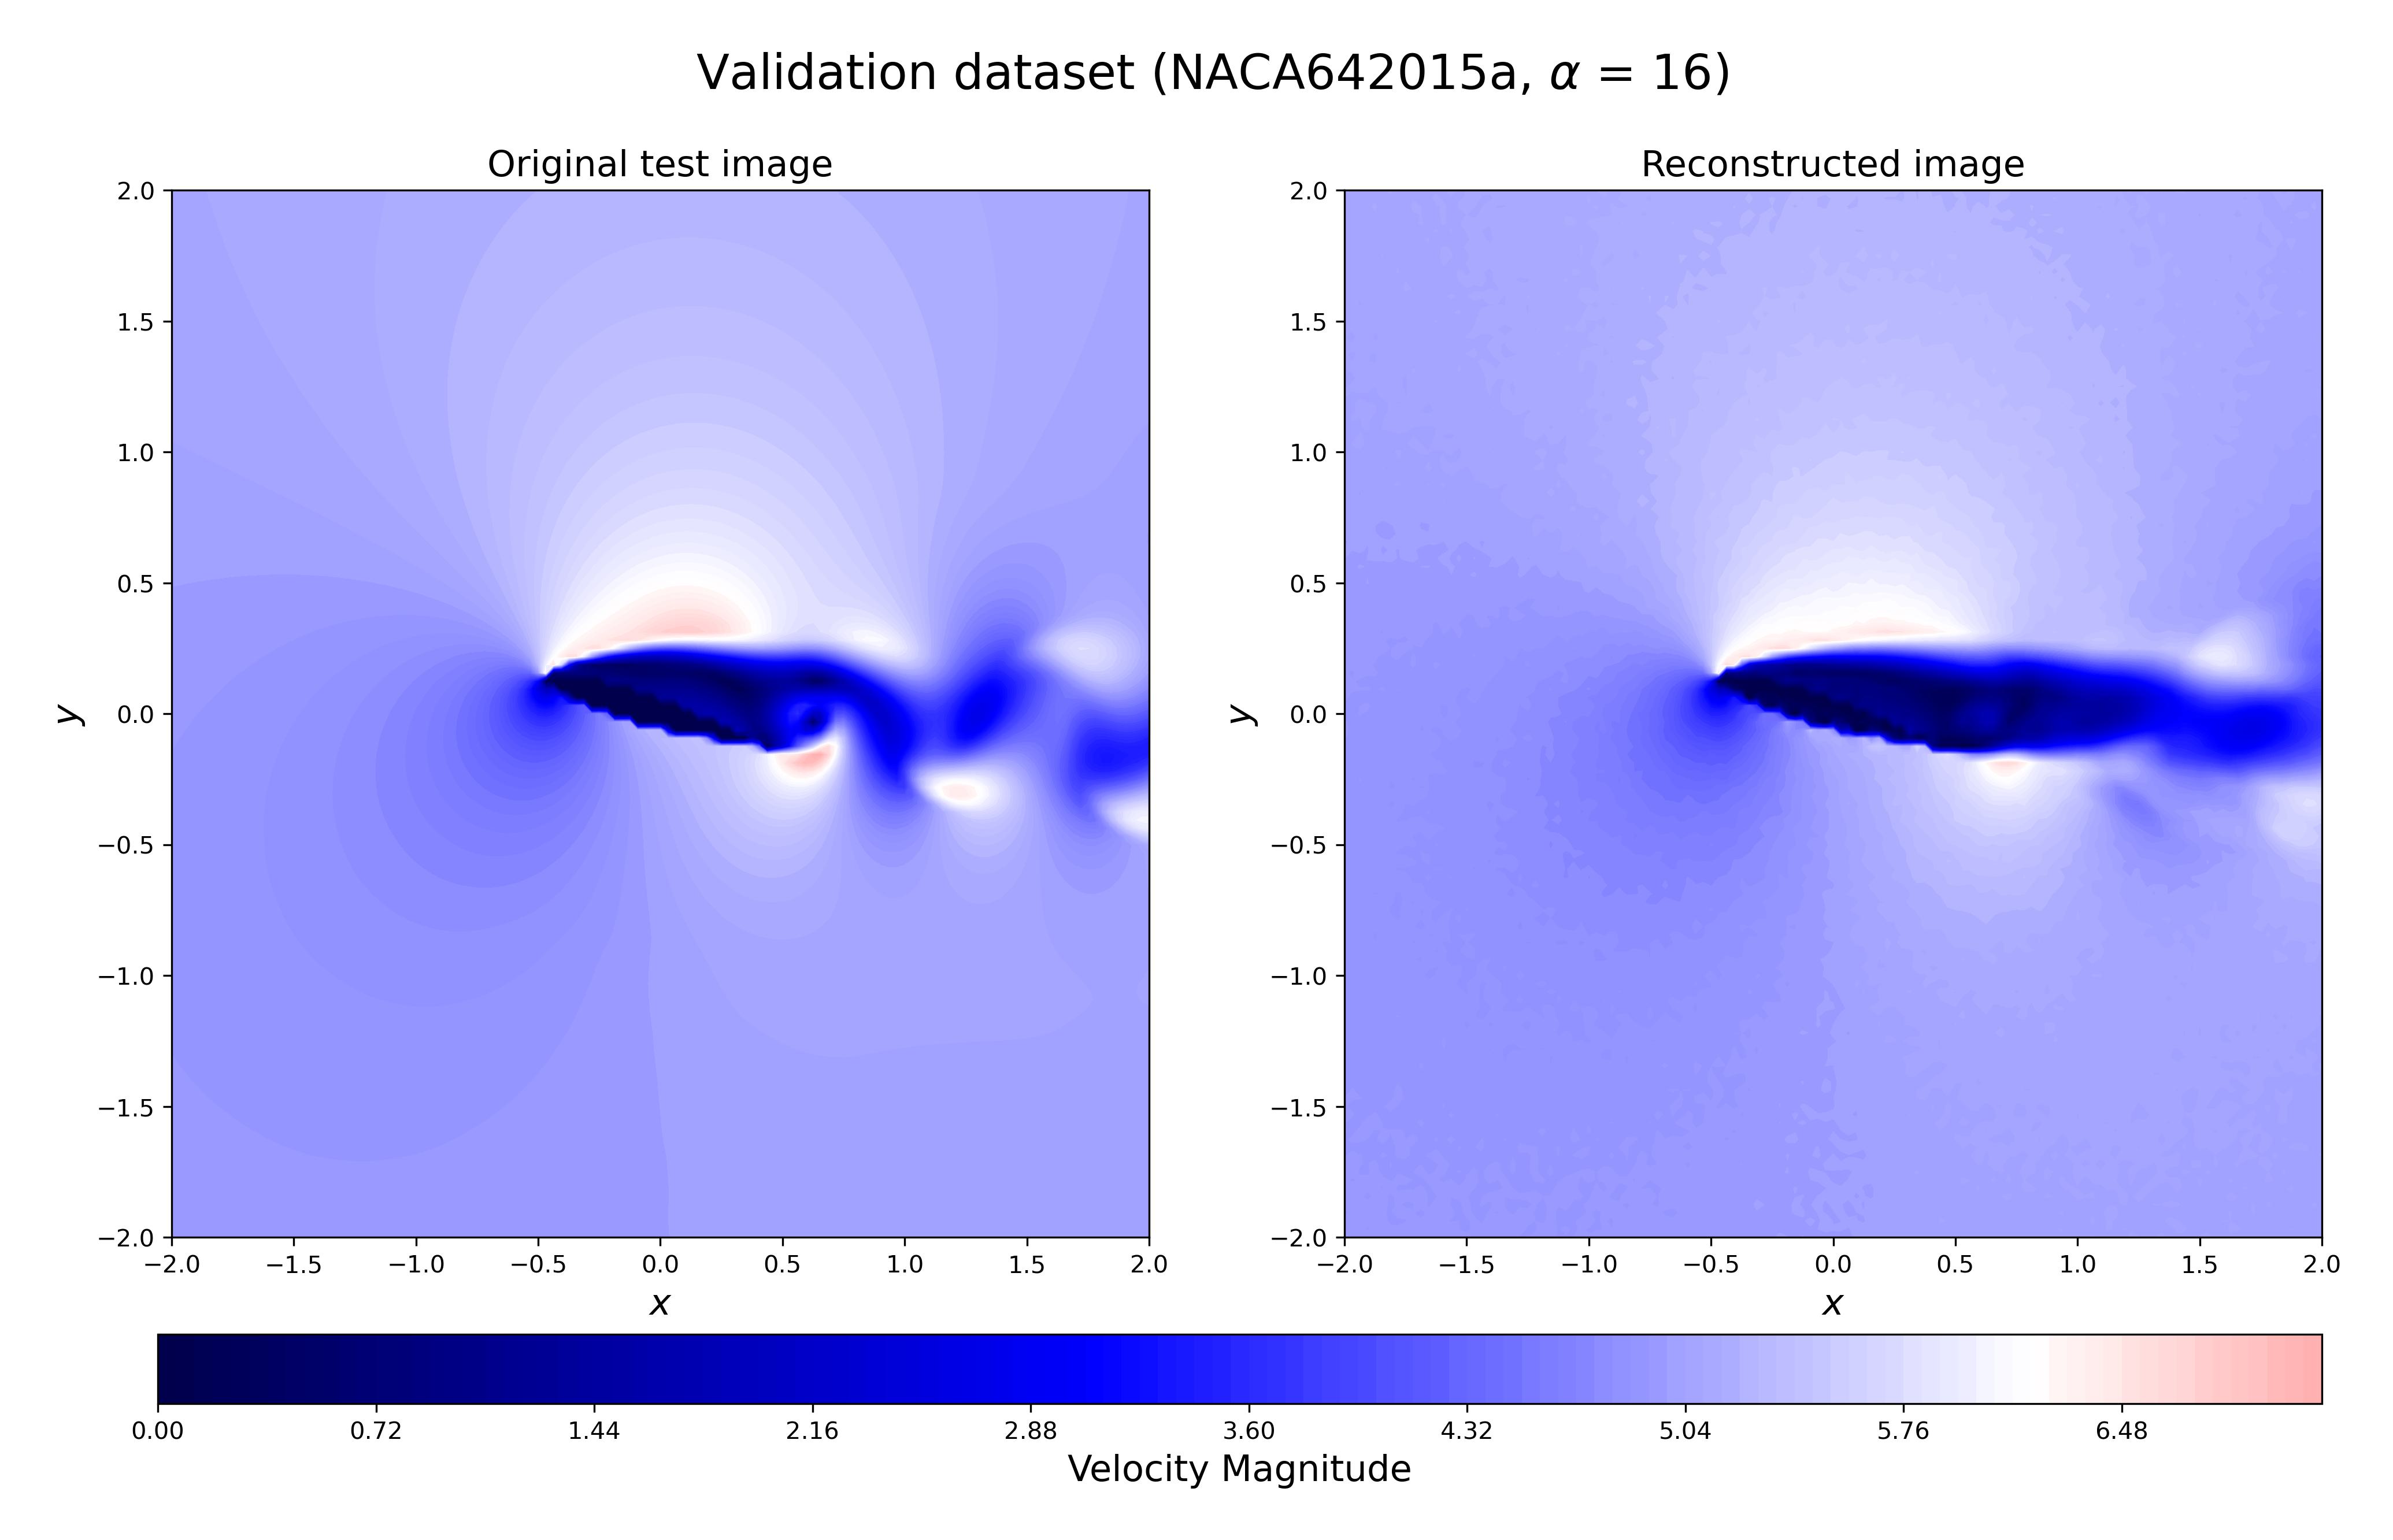 Validation dataset (NACA642015a, α = 16)
Original test image
Reconstructed image
2.0
1.5
1.0
0.5
0.0
−0.5
−1.0
−1.5
−2.0
y
−2.0 −1.5 −1.0 −0.5 0.0 0.5 1.0 1.5 2.0
x
2.0
1.5
1.0
0.5
0.0
−0.5
−1.0
−1.5
−2.0
y
−2.0 −1.5 −1.0 −0.5 0.0 0.5 1.0 1.5 2.0
x
0.00 0.72 1.44 2.16 2.88 3.60 4.32 5.04 5.76 6.48
Velocity Magnitude